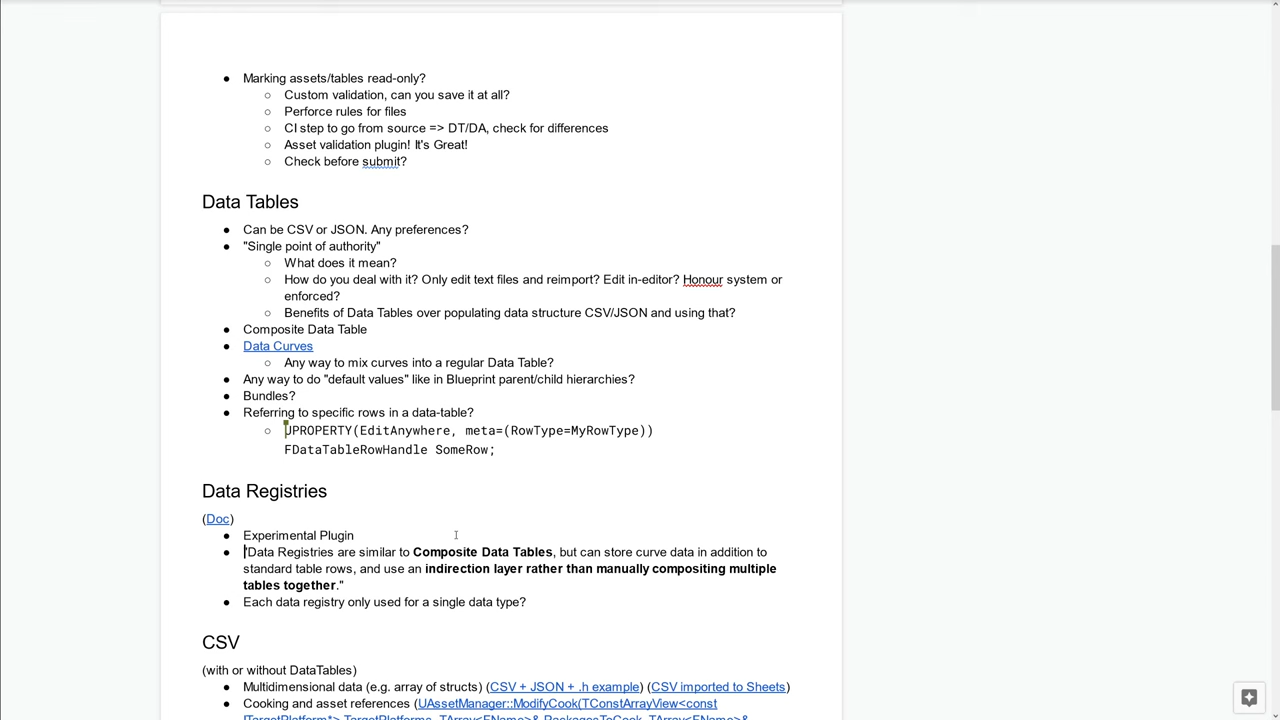 Marking assets/tables read-only?
Custom validation, can you save it at all?
Perforce rules for files
CI step to go from source => DT/DA, check for differences
Asset validation plugin! It's Great!
Check before submit?
Data Tables
Can be CSV or JSON. Any preferences?
"Single point of authority"
What does it mean?
How do you deal with it? Only edit text files and reimport? Edit in-editor? Honour system or
enforced?
Benefits of Data Tables over populating data structure CSV/JSON and using that?
Composite Data Table
Data Curves
Any way to mix curves into a regular Data Table?
Any way to do "default values" like in Blueprint parent/child hierarchies?
Bundles?
Referring to specific rows in a data-table?
UPROPERTY(EditAnywhere, meta=(RowType=MyRowType))
FDataTableRowHandle SomeRow;
Data Registries
(Doc)
Experimental Plugin
"Data Registries are similar to Composite Data Tables, but can store curve data in addition to
standard table rows, and use an indirection layer rather than manually compositing multiple
tables together."
Each data registry only used for a single data type?
CSV
(with or without DataTables)
Multidimensional data (e.g. array of structs) (CSV + JSON + .h example) (CSV imported to Sheets)
Cooking and asset references (UAssetManager::ModifyCook(TConstArrayView<const
ITargetPlatform*> TargetPlatforms, TArray<FName>& PackagesToCook, TArray<FName>&